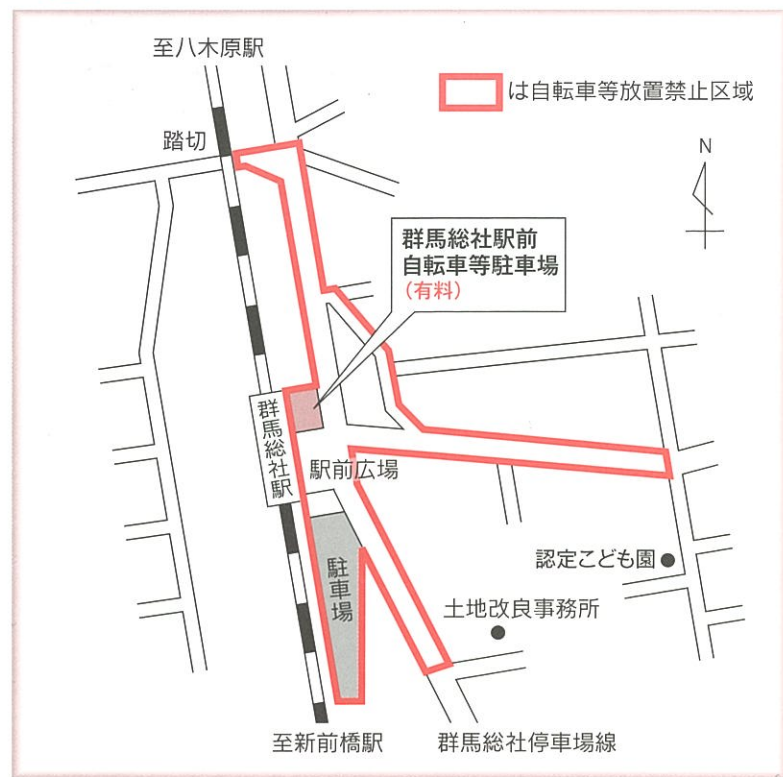 至八木原駅
は自転車等放置禁止区域
踏切
N
群馬総社駅前
自転車等駐車場
(有料)
群馬総社駅
駅前広場
駐車場
認定こども園
土地改良事務所
至新前橋駅
群馬総社停車場線